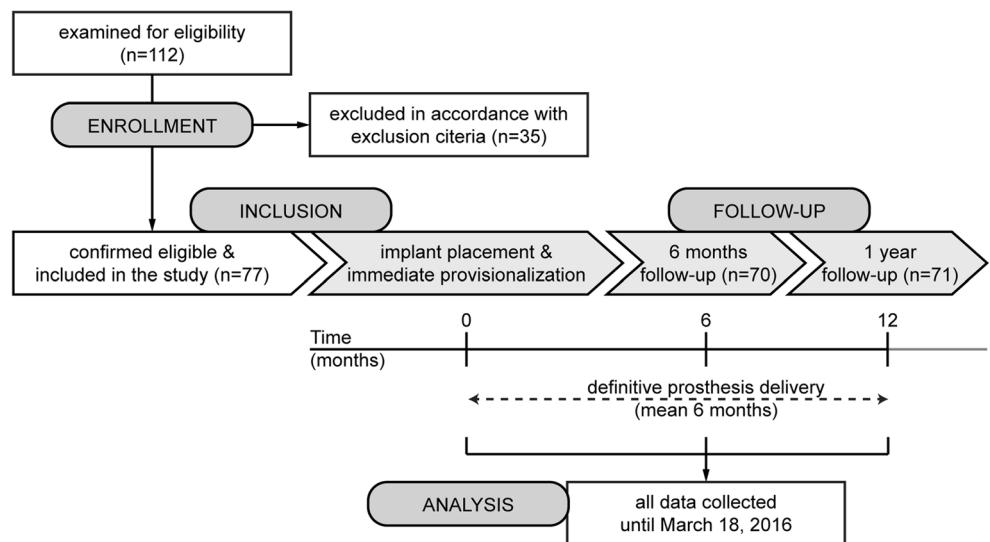 examined for eligibility
(n=112)
ENROLLMENT
excluded in accordance with
exclusion citeria (n=35)
INCLUSION
FOLLOW-UP
confirmed eligible &
included in the study (n=77)
implant placement &
immediate provisionalization
6 months
follow-up (n=70)
1 year
follow-up (n=71)
0
6
12
Time
(months)
definitive prosthesis delivery
(mean 6 months)
ANALYSIS
all data collected
until March 18, 2016